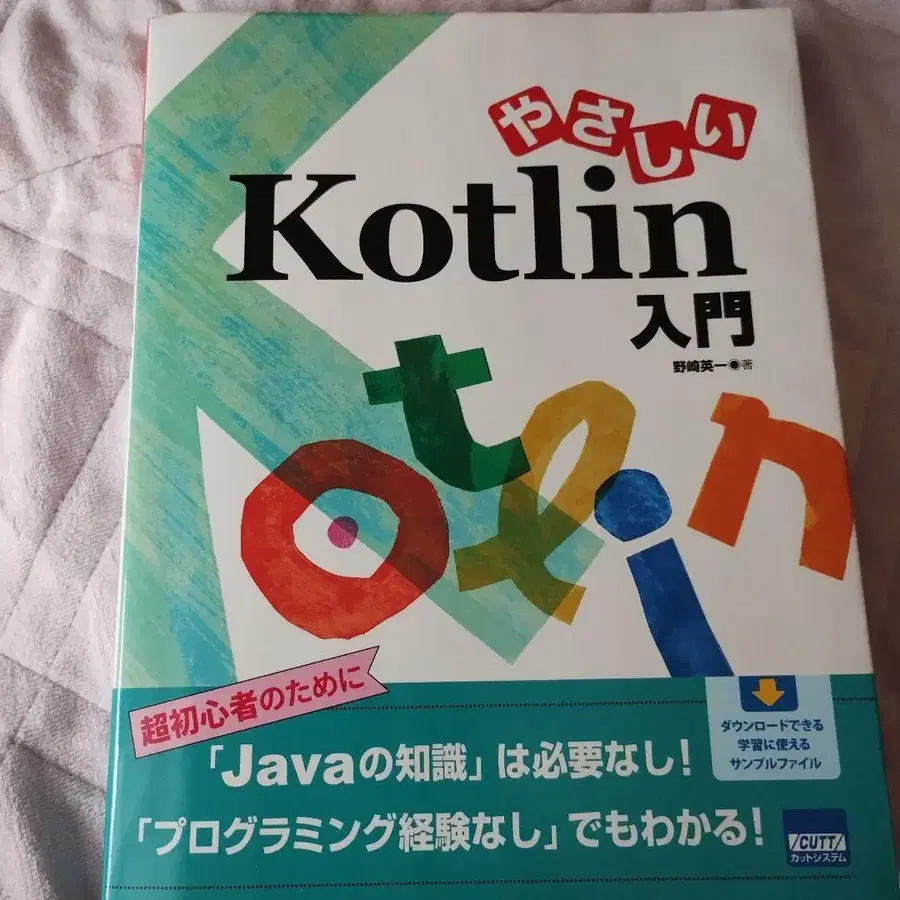 やさしい
Kotlin
入門
野崎英一◉著
Kotlin
超初心者のために
「Javaの知識」は必要なし!
「プログラミング経験なし」でもわかる!
ダウンロードできる
学習に使える
サンプルファイル
/CUTT/
カットシステム